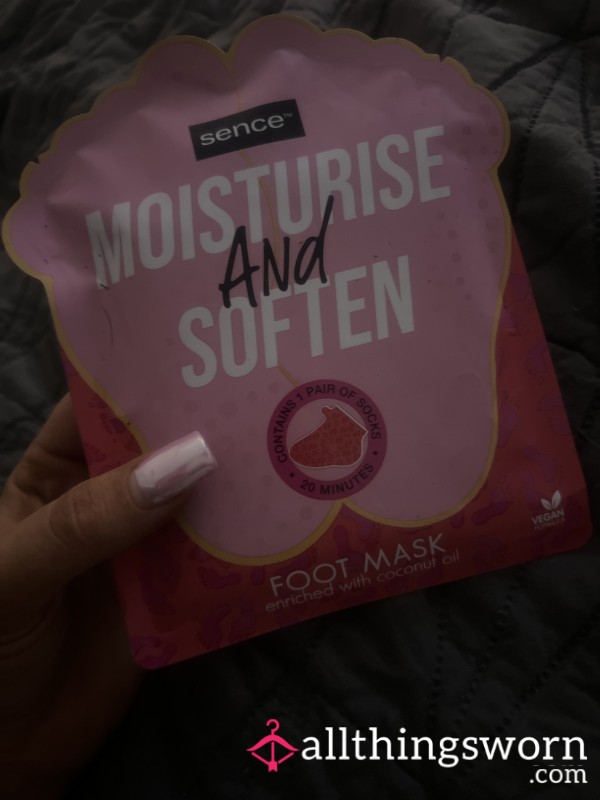 sence™
MOISTURISE
AND
SOFTEN
CONTAINS 1 PAIR OF SOCKS
• 20 MINUTES •
VEGAN
FOOT MASK
enriched with coconut oil
allthingsworn
.com